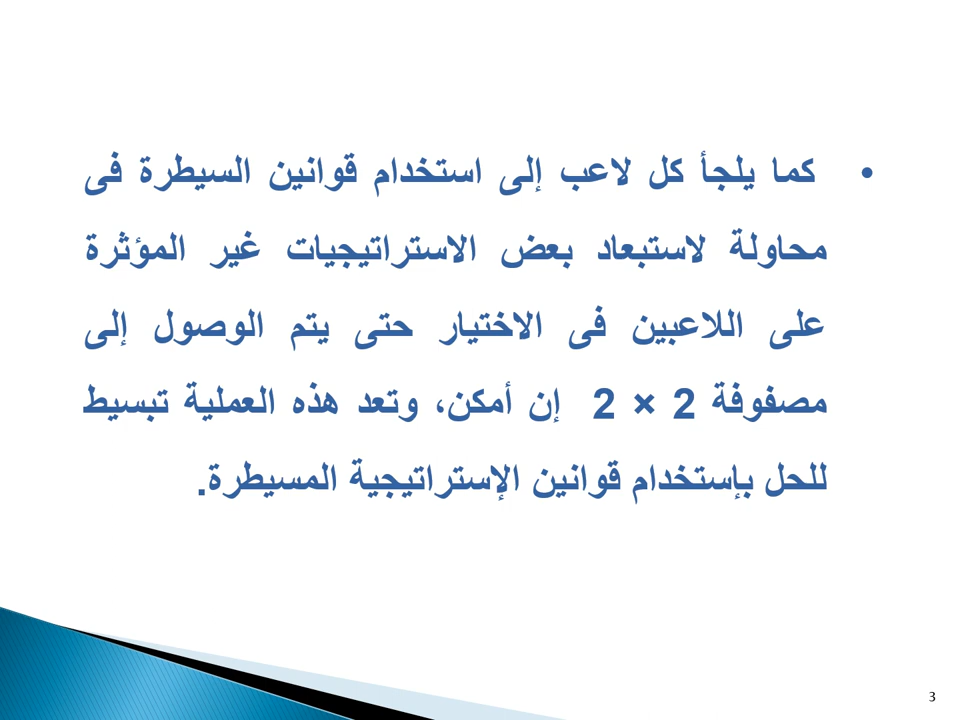 • كما يلجأ كل لاعب إلى استخدام قوانين السيطرة فى
محاولة لاستبعاد بعض الاستراتيجيات غير المؤثرة
على اللاعبين فى الاختيار حتى يتم الوصول إلى
مصفوفة 2 × 2 إن أمكن، وتعد هذه العملية تبسيط
للحل بإستخدام قوانين الإستراتيجية المسيطرة.
3